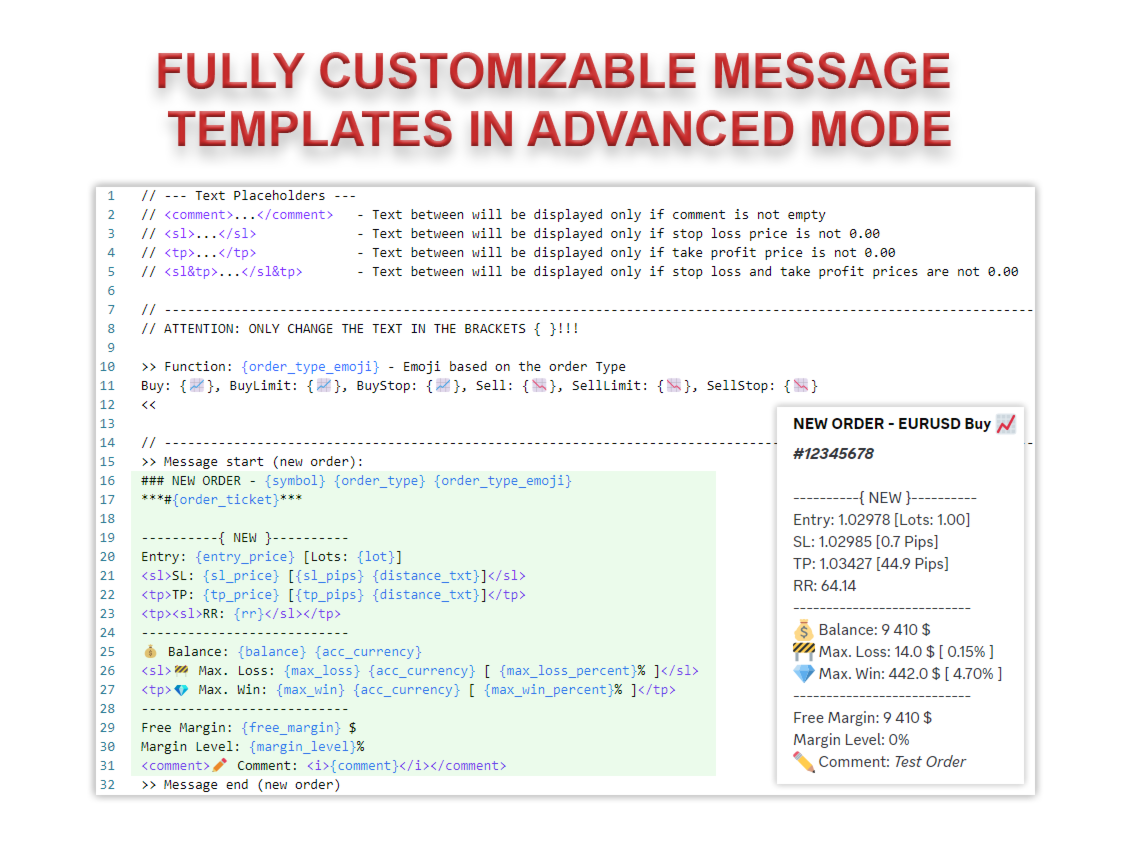 FULLY CUSTOMIZABLE MESSAGE
TEMPLATES IN ADVANCED MODE
1 // --- Text Placeholders ---
2 // <comment>...</comment> - Text between will be displayed only if comment is not empty
3 // <sl>...</sl> - Text between will be displayed only if stop loss price is not 0.00
4 // <tp>...</tp> - Text between will be displayed only if take profit price is not 0.00
5 // <sl&tp>...</sl&tp> - Text between will be displayed only if stop loss and take profit prices are not 0.00
6
7 // ------------------------------------------------------------------------------------------------------------------
8 // ATTENTION: ONLY CHANGE THE TEXT IN THE BRACKETS { }!!!
9
10 >> Function: {order_type_emoji} - Emoji based on the order Type
11 Buy: {📈}, BuyLimit: {📈}, BuyStop: {📈}, Sell: {📉}, SellLimit: {📉}, SellStop: {📉}
12 <<
13
14 // ------------------------------------------------------------------------------------------------------------------
15 >> Message start (new order):
16 ### NEW ORDER - {symbol} {order_type} {order_type_emoji}
17 ***#{order_ticket}***
18
19 ----------{ NEW }----------
20 Entry: {entry_price} [Lots: {lot}]
21 <sl>SL: {sl_price} [{sl_pips} {distance_txt}]</sl>
22 <tp>TP: {tp_price} [{tp_pips} {distance_txt}]</tp>
23 <tp><sl>RR: {rr}</sl></tp>
24 ---------------------------
25 💰 Balance: {balance} {acc_currency}
26 <sl>🚧 Max. Loss: {max_loss} {acc_currency} [ {max_loss_percent}% ]</sl>
27 <tp>💎 Max. Win: {max_win} {acc_currency} [ {max_win_percent}% ]</tp>
28 ---------------------------
29 Free Margin: {free_margin} $
30 Margin Level: {margin_level}%
31 <comment>✏️ Comment: <i>{comment}</i></comment>
32 >> Message end (new order)
NEW ORDER - EURUSD Buy 📈
#12345678
----------{ NEW }----------
Entry: 1.02978 [Lots: 1.00]
SL: 1.02985 [0.7 Pips]
TP: 1.03427 [44.9 Pips]
RR: 64.14
---------------------------
💰 Balance: 9 410 $
🚧 Max. Loss: 14.0 $ [ 0.15% ]
💎 Max. Win: 442.0 $ [ 4.70% ]
---------------------------
Free Margin: 9 410 $
Margin Level: 0%
✏️ Comment: Test Order